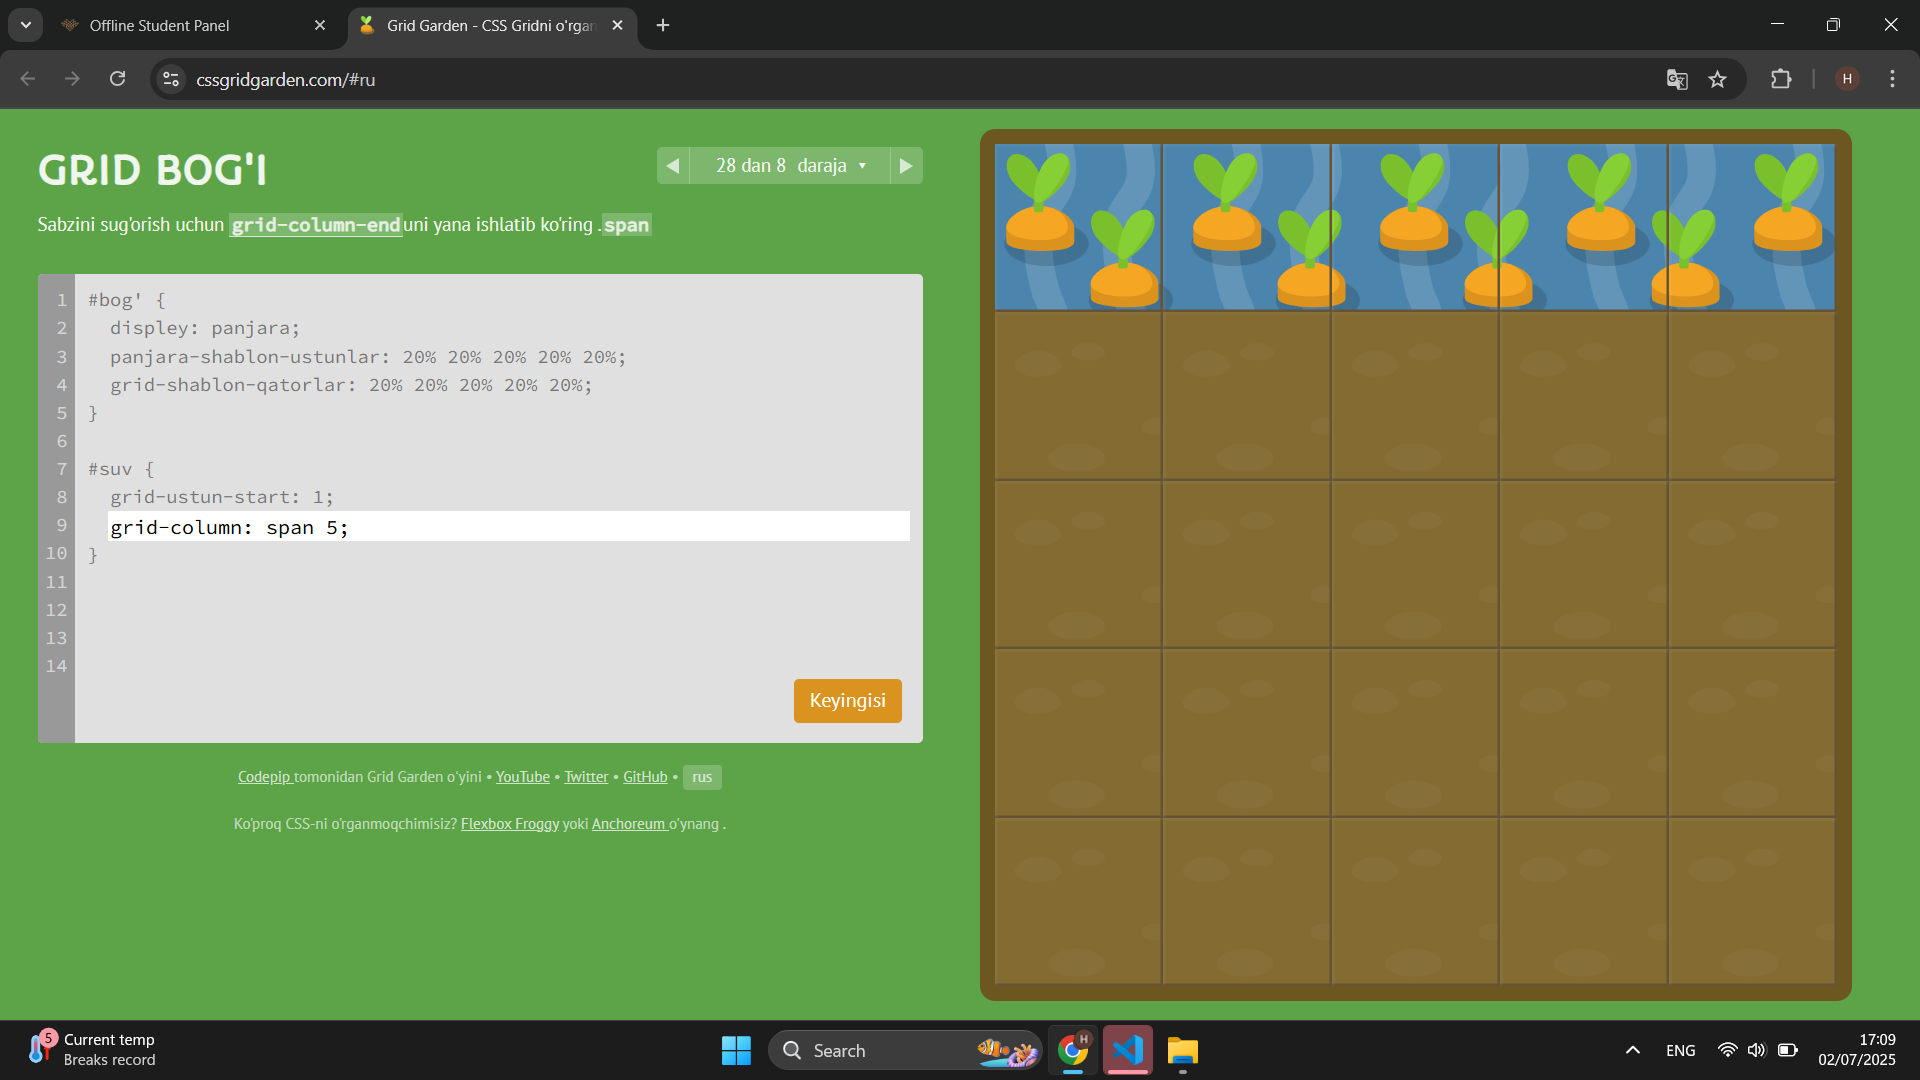 Offline Student Panel
Grid Garden - CSS Gridni o'rgan
cssgridgarden.com/#ru
H
GRID BOG'I
28 dan 8 daraja
Sabzini sug'orish uchun grid-column-end uni yana ishlatib ko'ring . span
1 #bog' {
2 displey: panjara;
3 panjara-shablon-ustunlar: 20% 20% 20% 20% 20%;
4 grid-shablon-qatorlar: 20% 20% 20% 20% 20%;
5 }
6
7 #suv {
8 grid-ustun-start: 1;
9 grid-column: span 5;
10 }
11
12
13
14
Keyingisi
Codepip tomonidan Grid Garden o'yini • YouTube • Twitter • GitHub • rus
Ko'proq CSS-ni o'rganmoqchimisiz? Flexbox Froggy yoki Anchoreum o'ynang .
5
Current temp
Breaks record
Search
H
ENG
17:09
02/07/2025